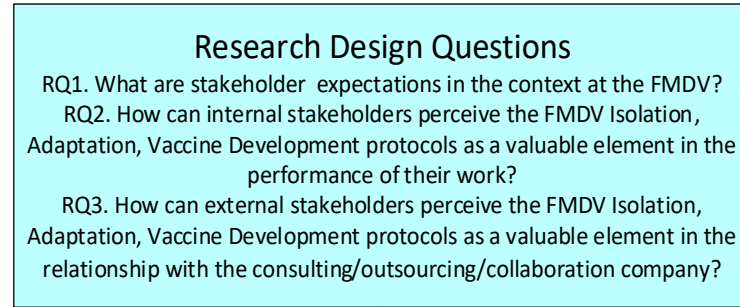 Research Design Questions
RQ1. What are stakeholder expectations in the context at the FMDV?
RQ2. How can internal stakeholders perceive the FMDV Isolation,
Adaptation, Vaccine Development protocols as a valuable element in the
performance of their work?
RQ3. How can external stakeholders perceive the FMDV Isolation,
Adaptation, Vaccine Development protocols as a valuable element in the
relationship with the consulting/outsourcing/collaboration company?